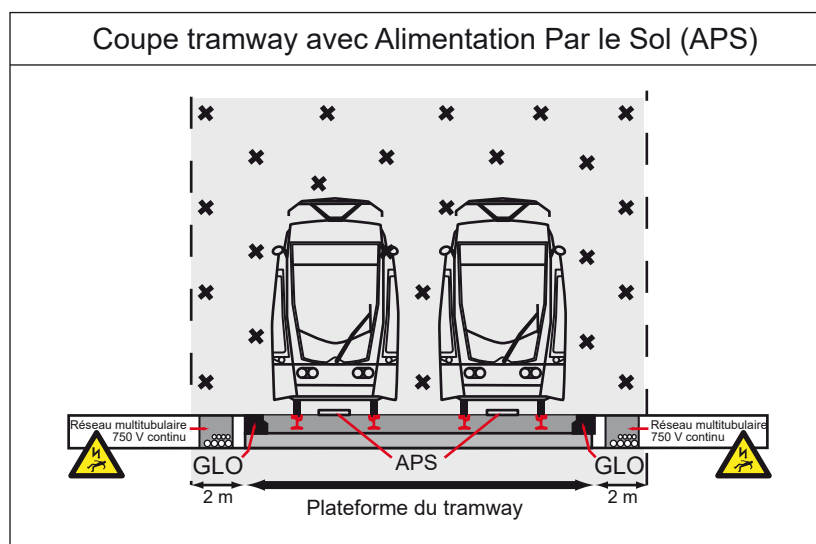 Coupe tramway avec Alimentation Par le Sol (APS)
Réseau multitubulaire
750 V continu
Réseau multitubulaire
750 V continu
GLO
APS
GLO
2 m
Plateforme du tramway
2 m